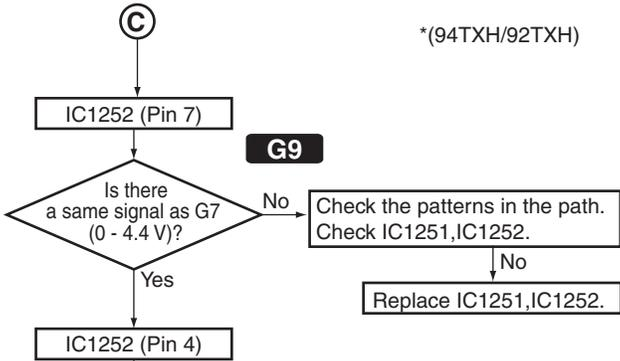 C
*(94TXH/92TXH)
IC1252 (Pin 7)
G9
Is there
a same signal as G7
(0 - 4.4 V)?
No
Check the patterns in the path.
Check IC1251,IC1252.
No
Yes
Replace IC1251,IC1252.
IC1252 (Pin 4)